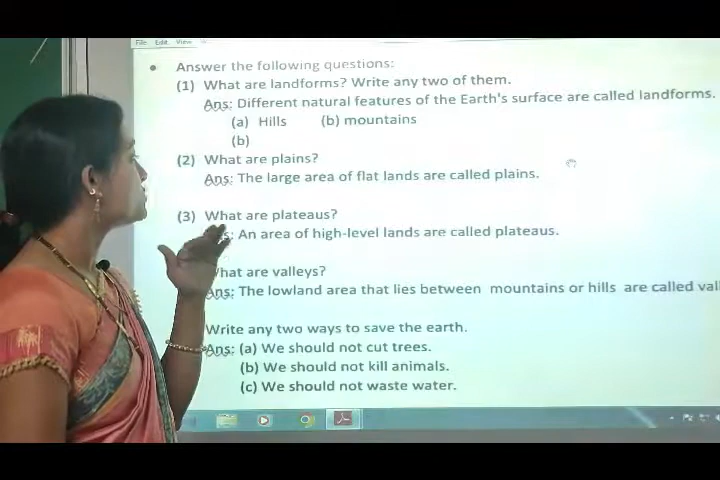 File Edit View
• Answer the following questions:
(1) What are landforms? Write any two of them.
Ans: Different natural features of the Earth's surface are called landforms.
(a) Hills (b) mountains
(b)
(2) What are plains?
Ans: The large area of flat lands are called plains.
(3) What are plateaus?
An area of high-level lands are called plateaus.
What are valleys?
Ans: The lowland area that lies between mountains or hills are called
Write any two ways to save the earth.
Ans: (a) We should not cut trees.
(b) We should not kill animals.
(c) We should not waste water.